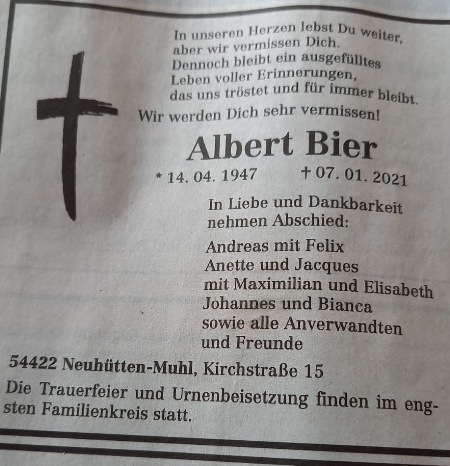 In unseren Herzen lebst Du weiter,
aber wir vermissen Dich.
Dennoch bleibt ein ausgefülltes
Leben voller Erinnerungen,
das uns tröstet und für immer bleibt.
Wir werden Dich sehr vermissen!
Albert Bier
* 14. 04. 1947 † 07. 01. 2021
In Liebe und Dankbarkeit
nehmen Abschied:
Andreas mit Felix
Anette und Jacques
mit Maximilian und Elisabeth
Johannes und Bianca
sowie alle Anverwandten
und Freunde
54422 Neuhütten-Muhl, Kirchstraße 15
Die Trauerfeier und Urnenbeisetzung finden im eng-
sten Familienkreis statt.